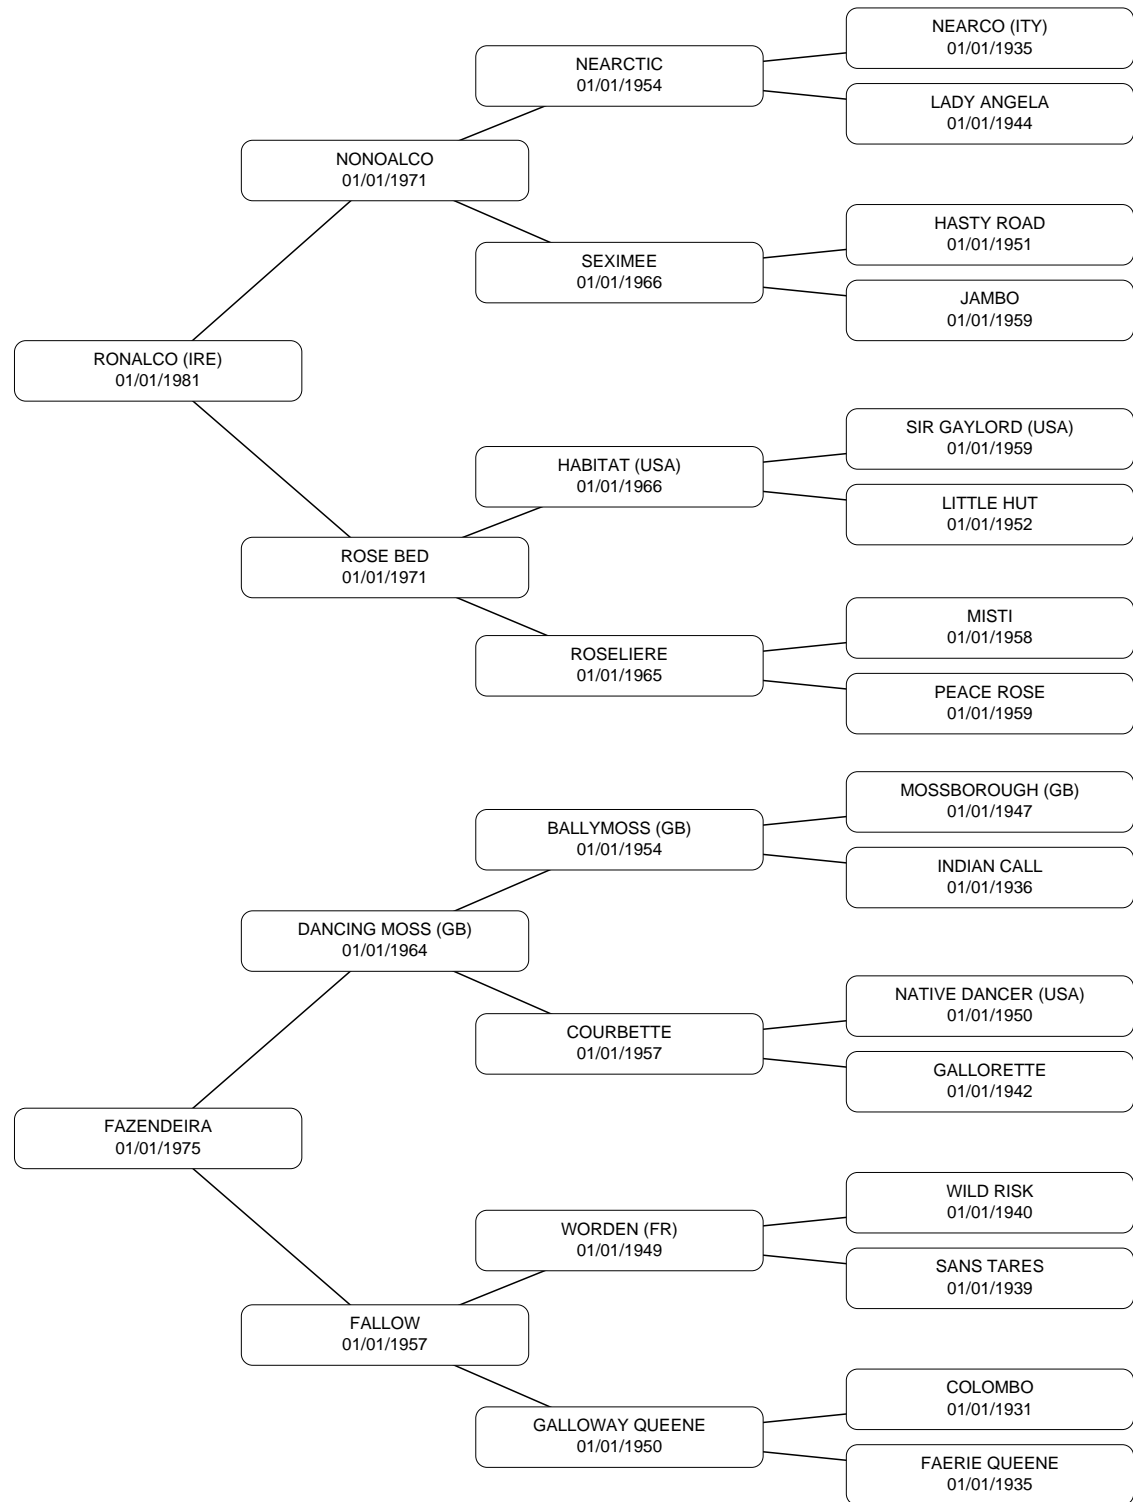 NEARCO (ITY)
01/01/1935
NEARCTIC
01/01/1954
LADY ANGELA
01/01/1944
NONOALCO
01/01/1971
HASTY ROAD
01/01/1951
SEXIMEE
01/01/1966
JAMBO
01/01/1959
RONALCO (IRE)
01/01/1981
SIR GAYLORD (USA)
01/01/1959
HABITAT (USA)
01/01/1966
LITTLE HUT
01/01/1952
ROSE BED
01/01/1971
MISTI
01/01/1958
ROSELIERE
01/01/1965
PEACE ROSE
01/01/1959
MOSSBOROUGH (GB)
01/01/1947
BALLYMOSS (GB)
01/01/1954
INDIAN CALL
01/01/1936
DANCING MOSS (GB)
01/01/1964
NATIVE DANCER (USA)
01/01/1950
COURBETTE
01/01/1957
GALLORETTE
01/01/1942
FAZENDEIRA
01/01/1975
WILD RISK
01/01/1940
WORDEN (FR)
01/01/1949
SANS TARES
01/01/1939
FALLOW
01/01/1957
COLOMBO
01/01/1931
GALLOWAY QUEENE
01/01/1950
FAERIE QUEENE
01/01/1935